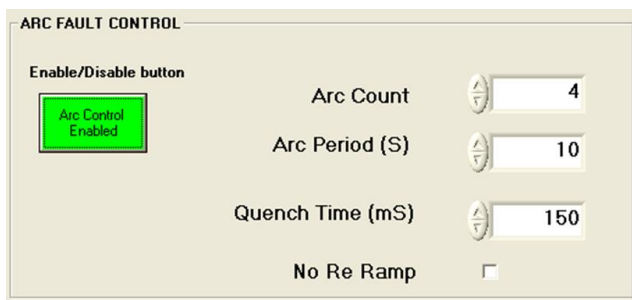 ARC FAULT CONTROL
Enable/Disable button
Arc Control
Enabled
Arc Count 4
Arc Period (S) 10
Quench Time (mS) 150
No Re Ramp